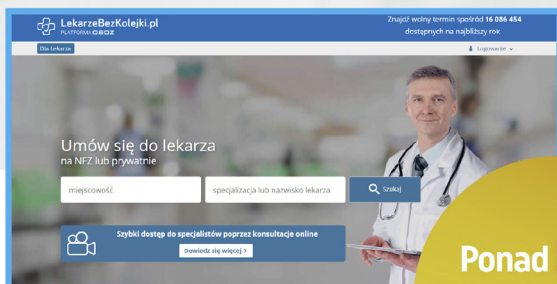 LekarzeBezKolejki.pl
PLATFORMA OSOZ
Znajdź wolny termin spośród 16 086 454
dostępnych na najbliższy rok
Dla Lekarza
Logowanie
Umów się do lekarza
na NFZ lub prywatnie
miejscowość
specjalizacja lub nazwisko lekarza
Szukaj
Szybki dostęp do specjalistów poprzez konsultacje online
Dowiedz się więcej >
Ponad